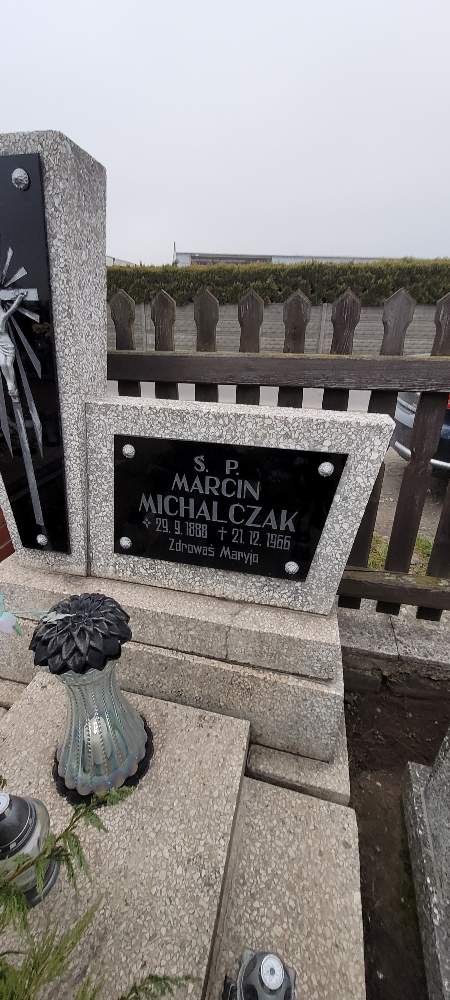 Ś. P.
MARCIN
MICHALCZAK
✢ 29. 9. 1888 ✝ 21. 12. 1966
Zdrowaś Maryjo